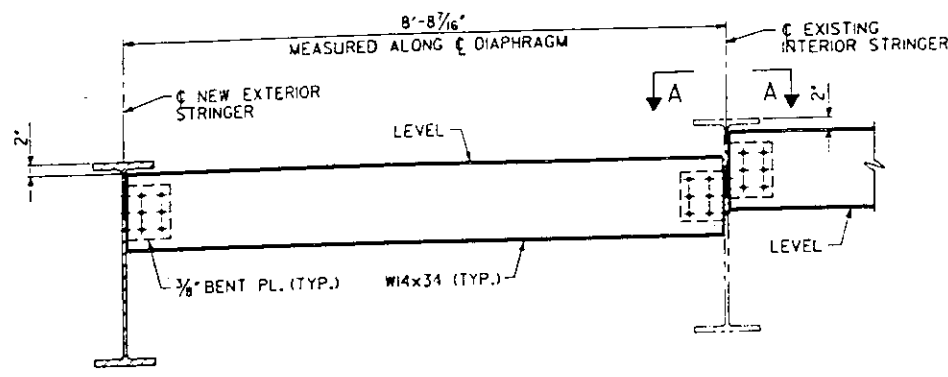 8'-8 7/16"
MEASURED ALONG ℄ DIAPHRAGM
℄ EXISTING
INTERIOR STRINGER
℄ NEW EXTERIOR
STRINGER
A
A
2"
2"
LEVEL
LEVEL
3/8" BENT PL. (TYP.)
W14x34 (TYP.)